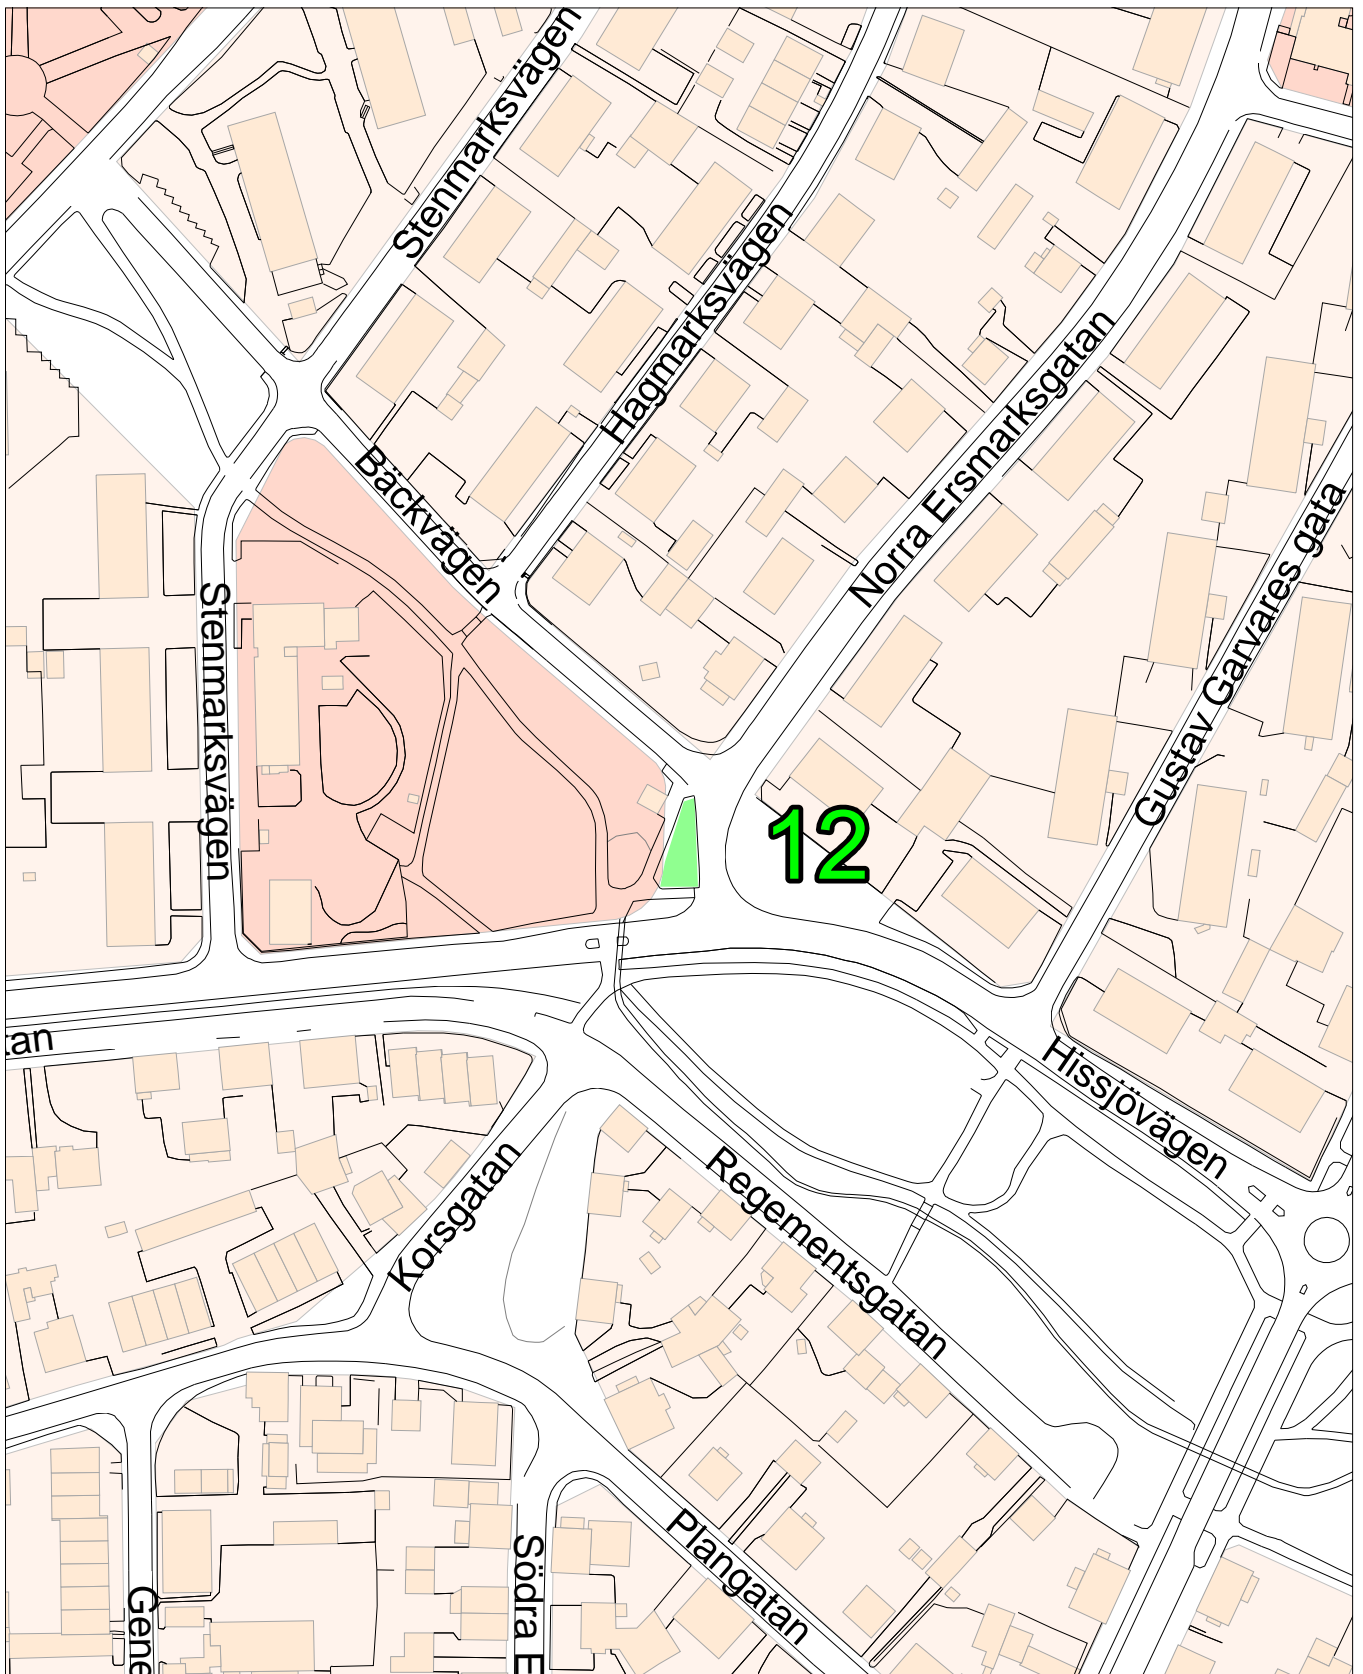 Stenmarksvägen
Hagmarksvägen
Norra Ersmarksgatan
Bäckvägen
Gustav Garvares gata
Stenmarksvägen
12
tan
Hissjövägen
Korsgatan
Regementsgatan
Plangatan
Södra E
Gene